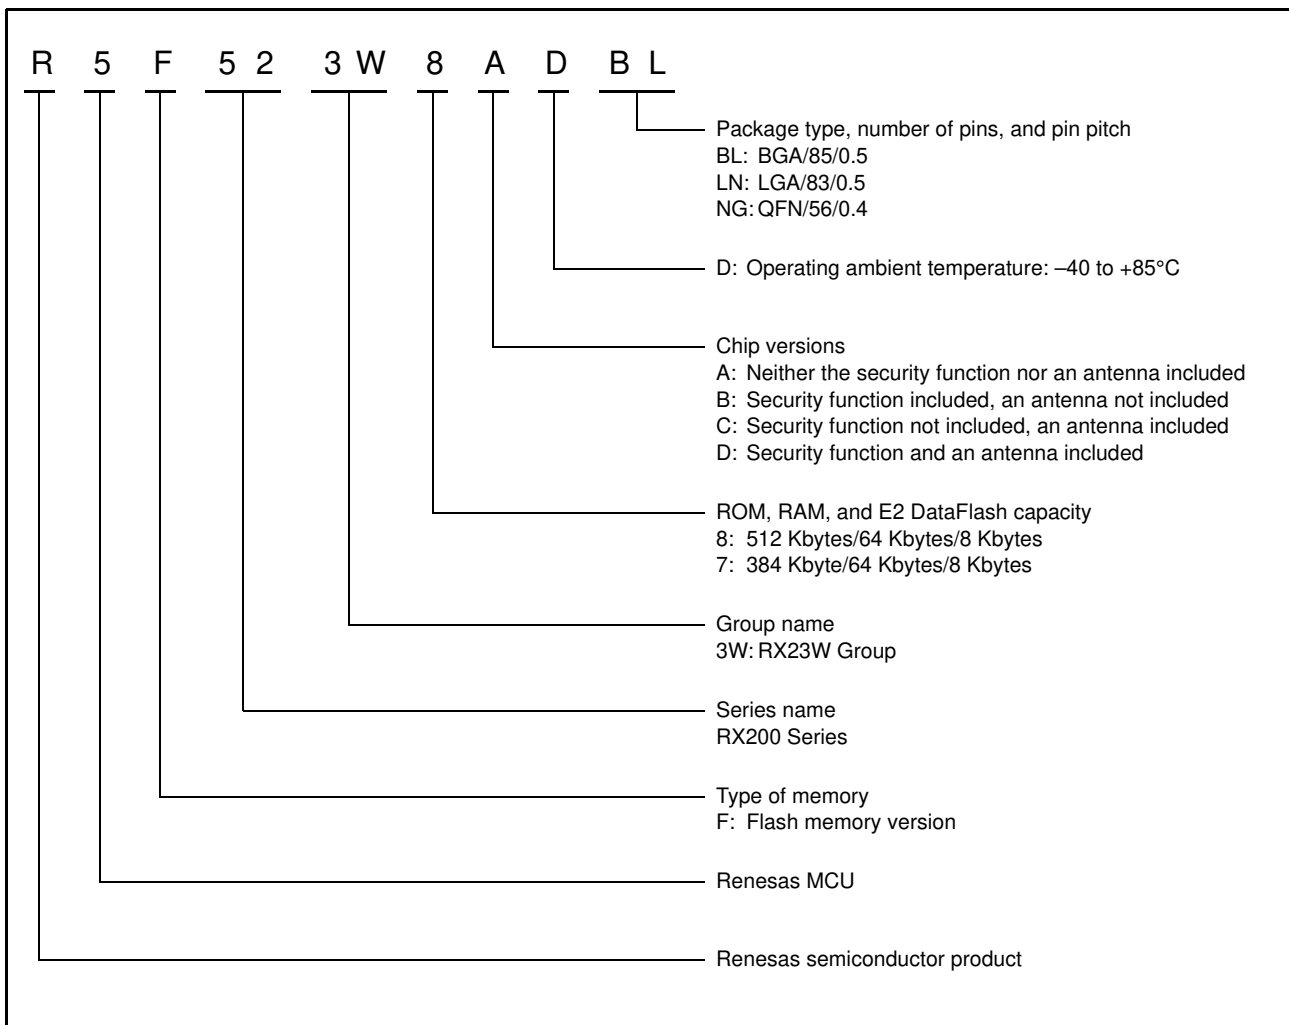 R 5 F 5 2 3 W 8 A D B L
Package type, number of pins, and pin pitch
BL: BGA/85/0.5
LN: LGA/83/0.5
NG: QFN/56/0.4
D: Operating ambient temperature: –40 to +85°C
Chip versions
A: Neither the security function nor an antenna included
B: Security function included, an antenna not included
C: Security function not included, an antenna included
D: Security function and an antenna included
ROM, RAM, and E2 DataFlash capacity
8: 512 Kbytes/64 Kbytes/8 Kbytes
7: 384 Kbyte/64 Kbytes/8 Kbytes
Group name
3W: RX23W Group
Series name
RX200 Series
Type of memory
F: Flash memory version
Renesas MCU
Renesas semiconductor product